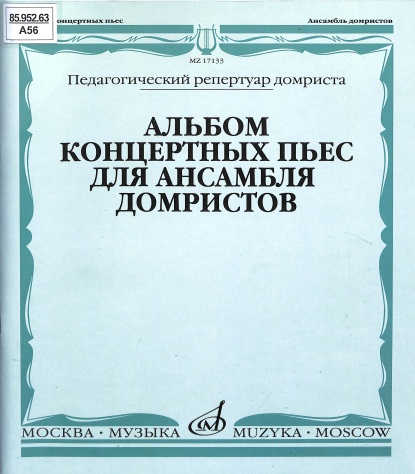 85.952.63
А56
концертных пьес
Ансамбль домристов
MZ 17133
Педагогический репертуар домриста
АЛЬБОМ
КОНЦЕРТНЫХ ПЬЕС
ДЛЯ АНСАМБЛЯ
ДОМРИСТОВ
МОСКВА · МУЗЫКА
MUZYKA · MOSCOW